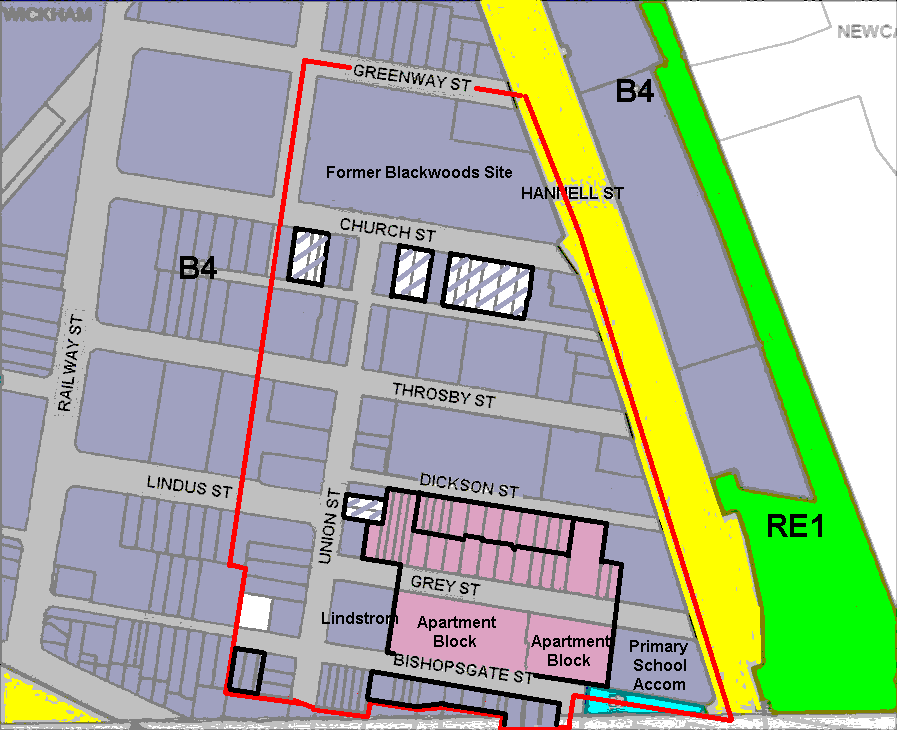 WICKHAM
NEWCA
GREENWAY ST
B4
Former Blackwoods Site
HANNELL ST
CHURCH ST
B4
RAILWAY ST
THROSBY ST
LINDUS ST
DICKSON ST
UNION ST
RE1
GREY ST
Lindstrom
Apartment
Block
Apartment
Block
Primary
School
Accom
BISHOPSGATE ST